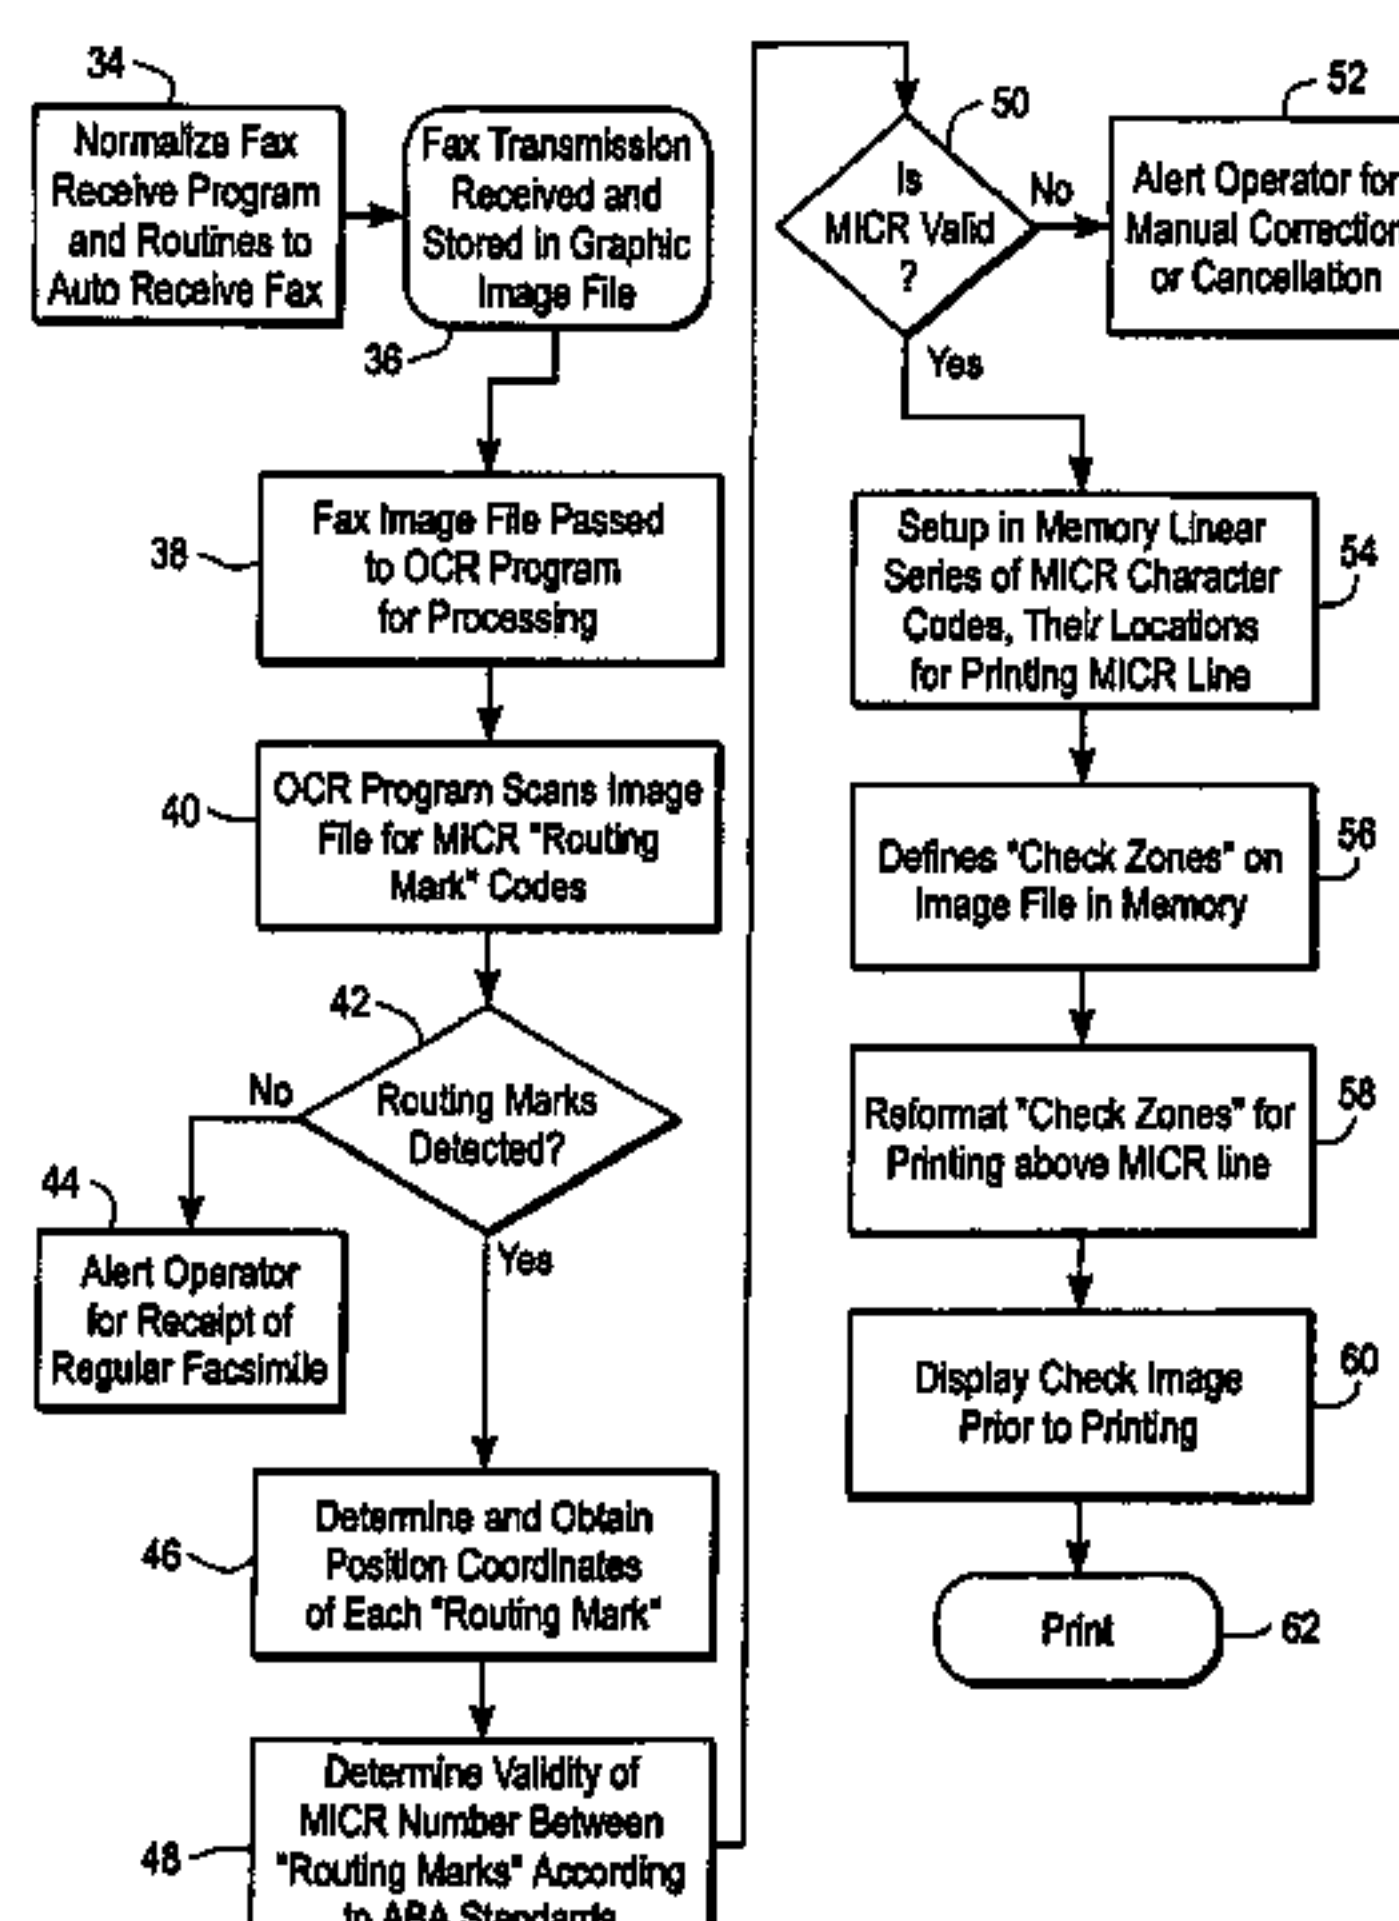 34
Normalize Fax
Receive Program
and Routines to
Auto Receive Fax
Fax Transmission
Received and
Stored in Graphic
Image File
36
38
Fax Image File Passed
to OCR Program
for Processing
40
OCR Program Scans Image
File for MICR "Routing
Mark" Codes
42
Routing Marks
Detected?
No
Yes
44
Alert Operator
for Receipt of
Regular Facsimile
46
Determine and Obtain
Position Coordinates
of Each "Routing Mark"
48
Determine Validity of
MICR Number Between
"Routing Marks" According
to ABA Standards
50
Is
MICR Valid
?
No
Yes
52
Alert Operator for
Manual Correction
or Cancellation
54
Setup in Memory Linear
Series of MICR Character
Codes, Their Locations
for Printing MICR Line
56
Defines "Check Zones" on
Image File in Memory
58
Reformat "Check Zones" for
Printing above MICR line
60
Display Check Image
Prior to Printing
Print
62